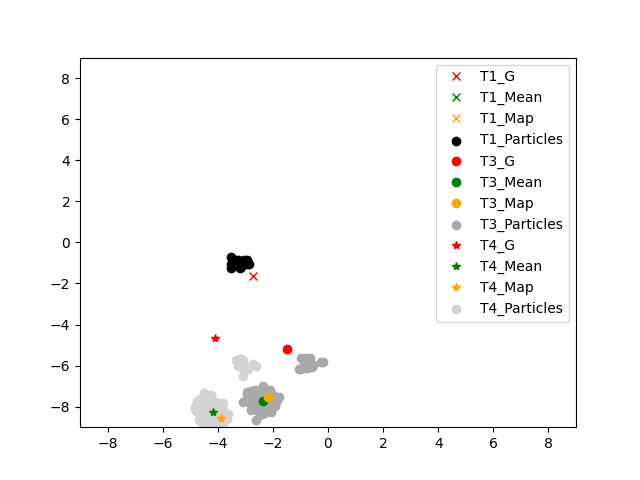 8
6
4
2
0
−2
−4
−6
−8
−8 −6 −4 −2 0 2 4 6 8
T1_G
T1_Mean
T1_Map
T1_Particles
T3_G
T3_Mean
T3_Map
T3_Particles
T4_G
T4_Mean
T4_Map
T4_Particles